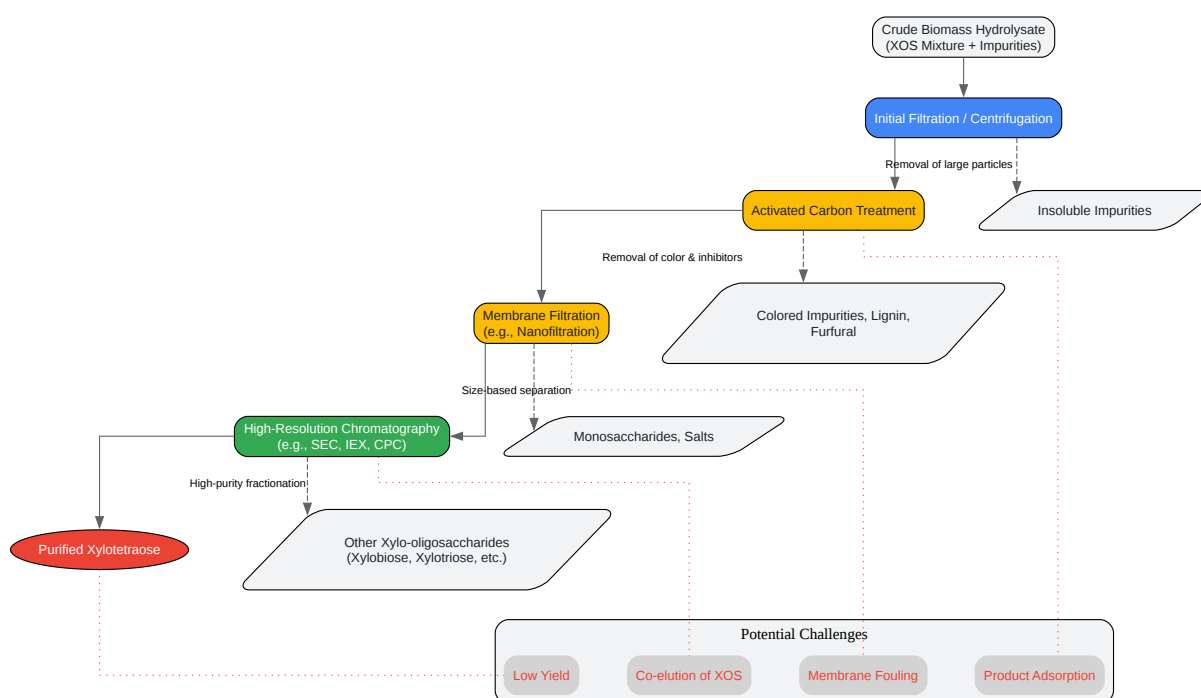 Crude Biomass Hydrolysate
(XOS Mixture + Impurities)
Initial Filtration / Centrifugation
Removal of large particles
Activated Carbon Treatment
Insoluble Impurities
Removal of color & inhibitors
Membrane Filtration
(e.g., Nanofiltration)
Colored Impurities, Lignin,
Furfural
Size-based separation
High-Resolution Chromatography
(e.g., SEC, IEX, CPC)
Monosaccharides, Salts
High-purity fractionation
Purified Xylotetraose
Other Xylo-oligosaccharides
(Xylobiose, Xylotriose, etc.)
Potential Challenges
Low Yield
Co-elution of XOS
Membrane Fouling
Product Adsorption